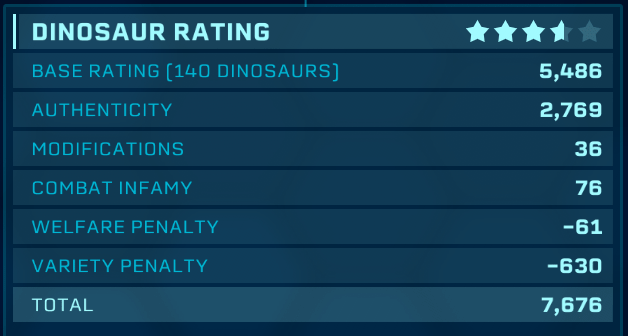 DINOSAUR RATING
BASE RATING [140 DINOSAURS] 5,486
AUTHENTICITY 2,769
MODIFICATIONS 36
COMBAT INFAMY 76
WELFARE PENALTY -61
VARIETY PENALTY -630
TOTAL 7,676